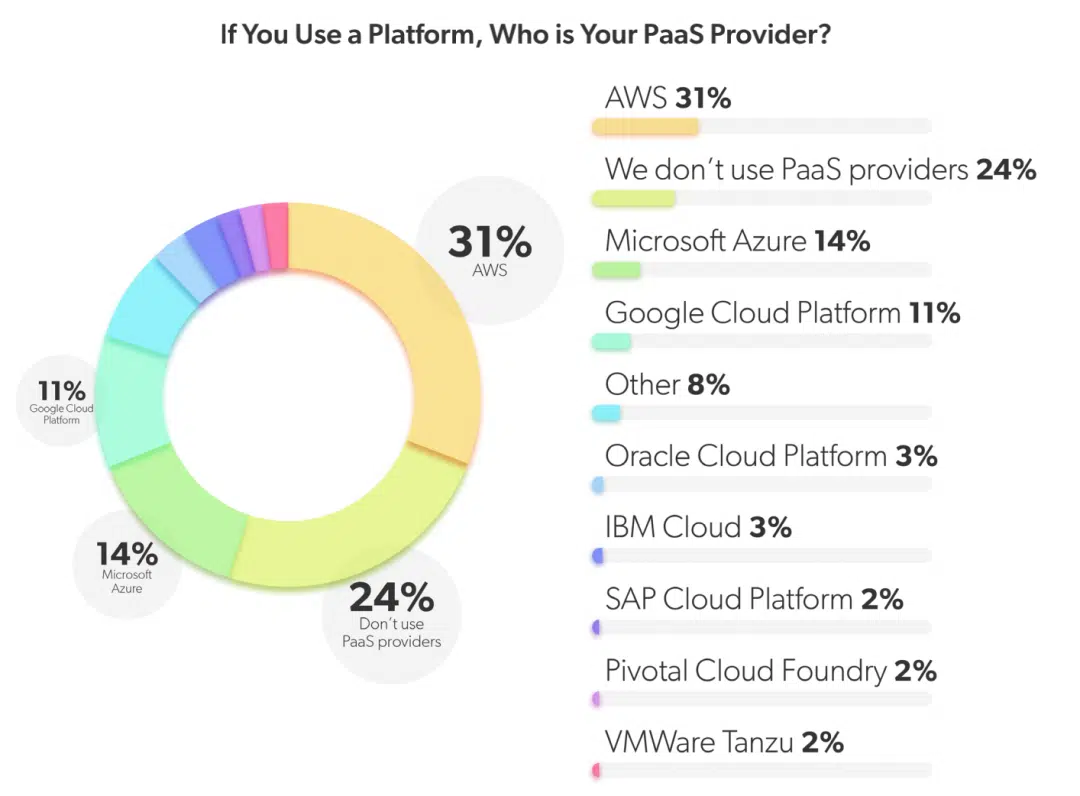 If You Use a Platform, Who is Your PaaS Provider?
31%
AWS
11%
Google Cloud
Platform
14%
Microsoft
Azure
24%
Don´t use
PaaS providers
AWS 31%
We don´t use PaaS providers 24%
Microsoft Azure 14%
Google Cloud Platform 11%
Other 8%
Oracle Cloud Platform 3%
IBM Cloud 3%
SAP Cloud Platform 2%
Pivotal Cloud Foundry 2%
VMWare Tanzu 2%